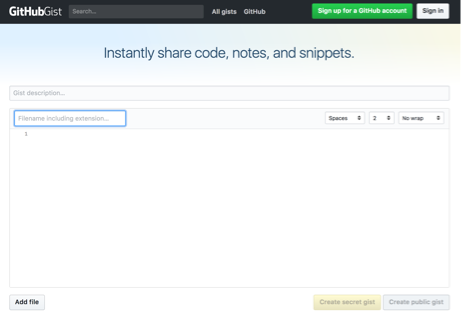 GitHubGist Search... All gists GitHub Sign up for a GitHub account Sign in
Instantly share code, notes, and snippets.
Gist description...
Filename including extension... Spaces 2 No wrap
1
Add file Create secret gist Create public gist